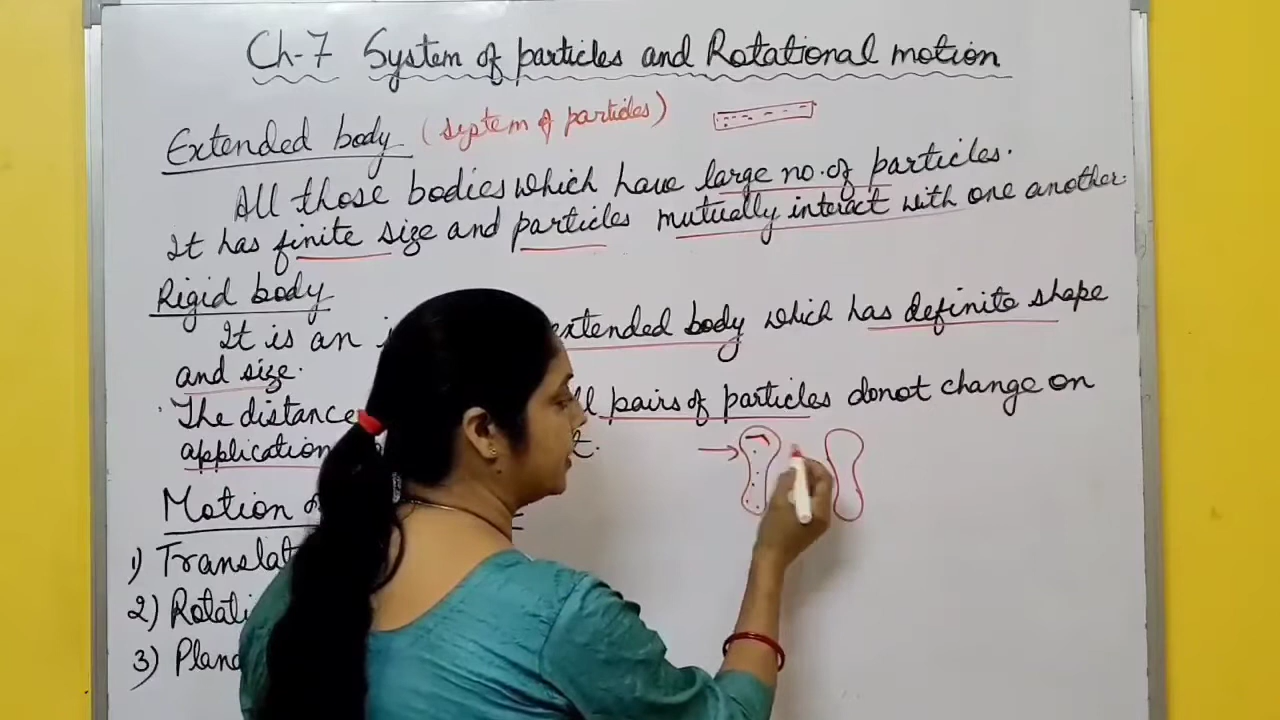 Ch-7 System of particles and Rotational motion
Extended body (system of particles)
All those bodies which have large no. of particles.
It has finite size and particles mutually interact with one another.
Rigid body
It is an extended body which has definite shape
and size.
The distance pairs of particles donot change on
application
Motion
1) Translat
2) Rotati
3) Plan